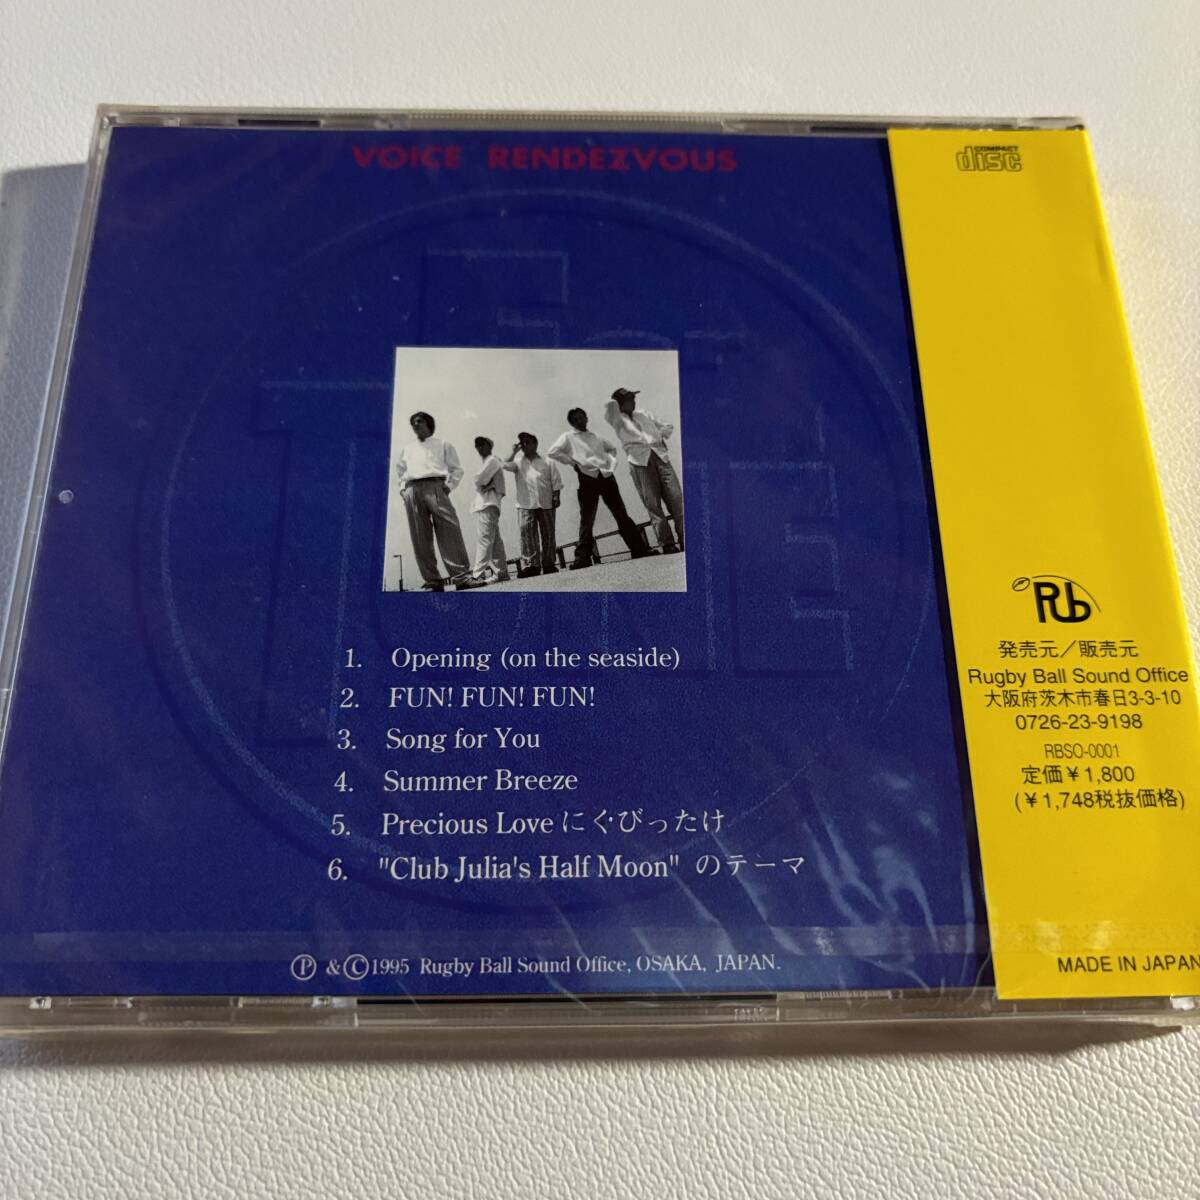 VOICE RENDEZVOUS
1. Opening (on the seaside)
2. FUN! FUN! FUN!
3. Song for You
4. Summer Breeze
5. Precious Love にくびったけ
6. "Club Julia's Half Moon" のテーマ
Ⓟ &Ⓒ1995 Rugby Ball Sound Office, OSAKA, JAPAN.
COMPACT
disc
Rb
発売元／販売元
Rugby Ball Sound Office
大阪府茨木市春日3-3-10
0726-23-9198
RBSO-0001
定価￥1,800
(￥1,748税抜価格)
MADE IN JAPAN